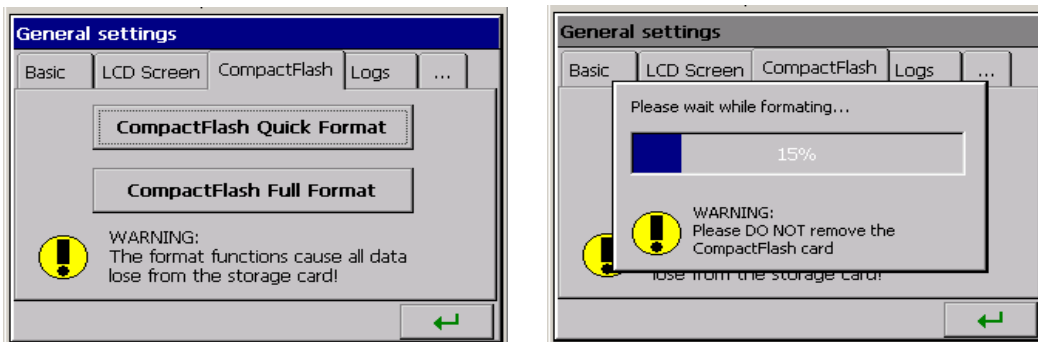 General settings
Basic LCD Screen CompactFlash Logs ...
CompactFlash Quick Format
CompactFlash Full Format
WARNING:
The format functions cause all data
lose from the storage card!
General settings
Basic LCD Screen CompactFlash Logs ...
Please wait while formating...
15%
WARNING:
Please DO NOT remove the
CompactFlash card
lose from the storage card!